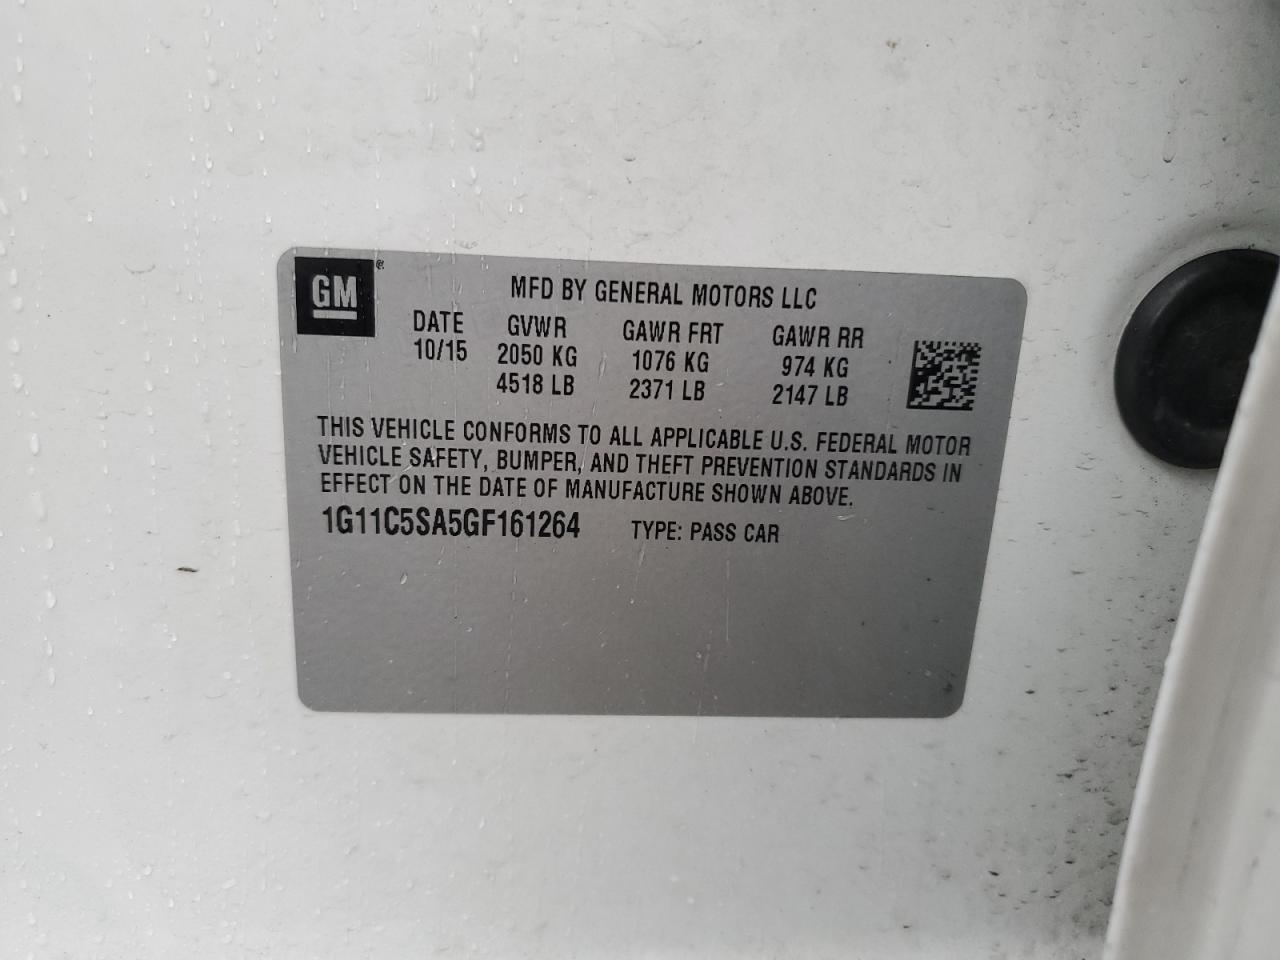 GM®
MFD BY GENERAL MOTORS LLC
DATE GVWR GAWR FRT GAWR RR
10/15 2050 KG 1076 KG 974 KG
4518 LB 2371 LB 2147 LB
THIS VEHICLE CONFORMS TO ALL APPLICABLE U.S. FEDERAL MOTOR
VEHICLE SAFETY, BUMPER, AND THEFT PREVENTION STANDARDS IN
EFFECT ON THE DATE OF MANUFACTURE SHOWN ABOVE.
1G11C5SA5GF161264 TYPE: PASS CAR